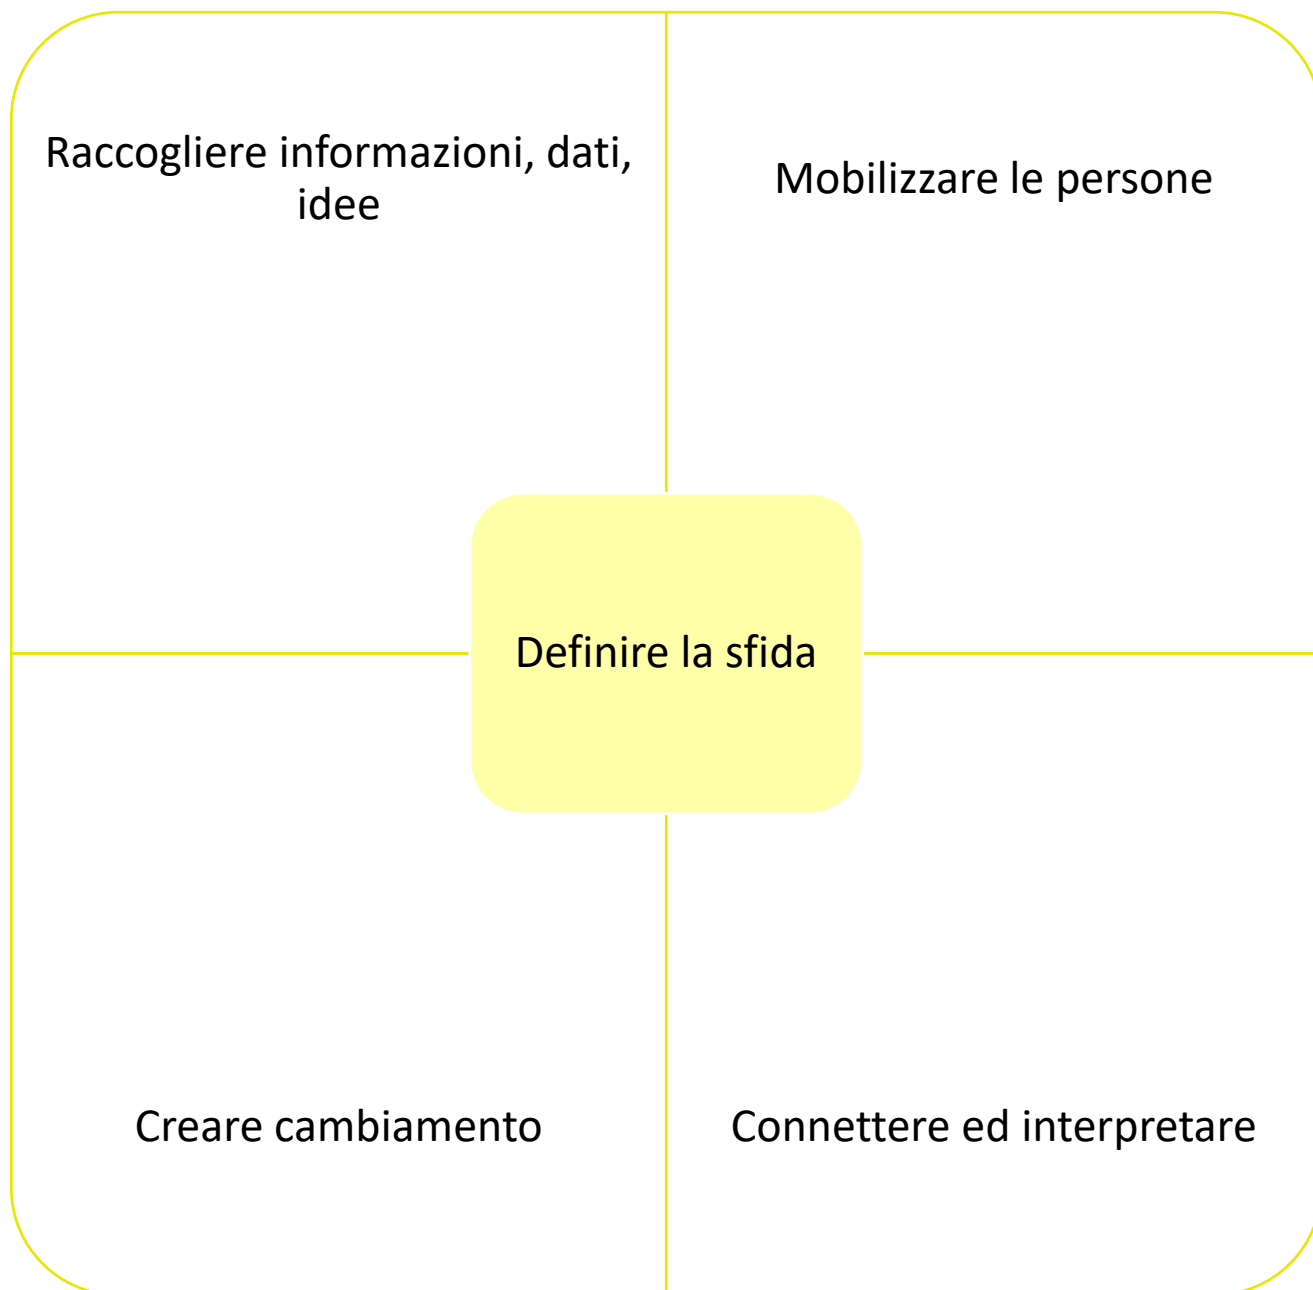 Raccogliere informazioni, dati,
idee
Mobilizzare le persone
Definire la sfida
Creare cambiamento
Connettere ed interpretare